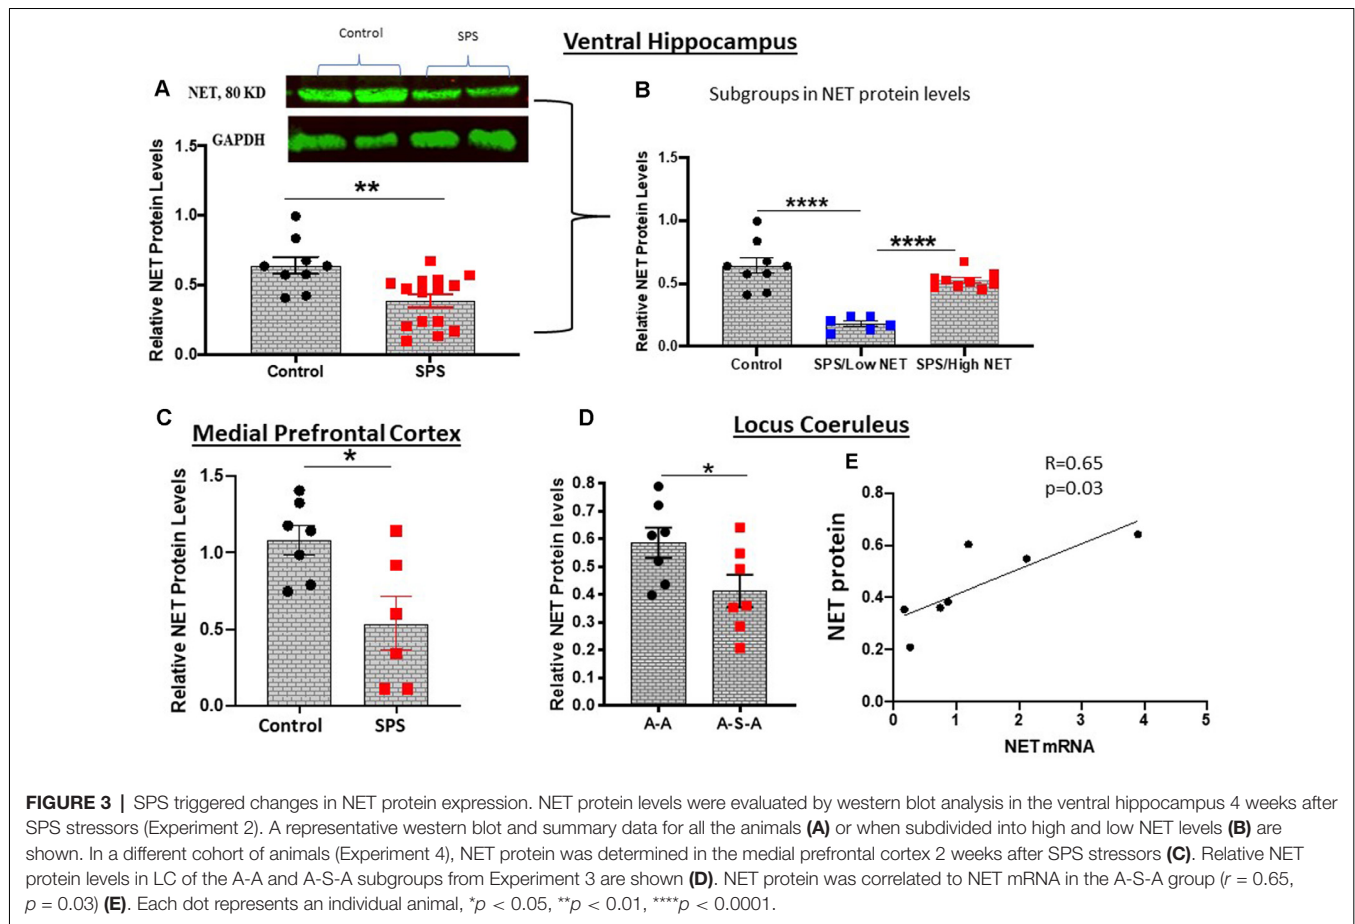 Ventral Hippocampus
Control SPS
A
NET, 80 KD
GAPDH
Relative NET Protein Levels
1.5
1.0
0.5
0.0
**
Control SPS
B
Subgroups in NET protein levels
Relative NET Protein Levels
1.5
1.0
0.5
0.0
****
****
Control SPS/Low NET SPS/High NET
C
Medial Prefrontal Cortex
Relative NET Protein Levels
1.5
1.0
0.5
0.0
*
Control SPS
D
Locus Coeruleus
Relative NET Protein levels
0.8
0.7
0.6
0.5
0.4
0.3
0.2
0.1
0.0
*
A-A A-S-A
E
R=0.65
p=0.03
NET protein
0.8
0.6
0.4
0.2
0.0
0 1 2 3 4 5
NET mRNA
FIGURE 3 | SPS triggered changes in NET protein expression. NET protein levels were evaluated by western blot analysis in the ventral hippocampus 4 weeks after
SPS stressors (Experiment 2). A representative western blot and summary data for all the animals (A) or when subdivided into high and low NET levels (B) are
shown. In a different cohort of animals (Experiment 4), NET protein was determined in the medial prefrontal cortex 2 weeks after SPS stressors (C). Relative NET
protein levels in LC of the A-A and A-S-A subgroups from Experiment 3 are shown (D). NET protein was correlated to NET mRNA in the A-S-A group (r = 0.65,
p = 0.03) (E). Each dot represents an individual animal, *p < 0.05, **p < 0.01, ****p < 0.0001.